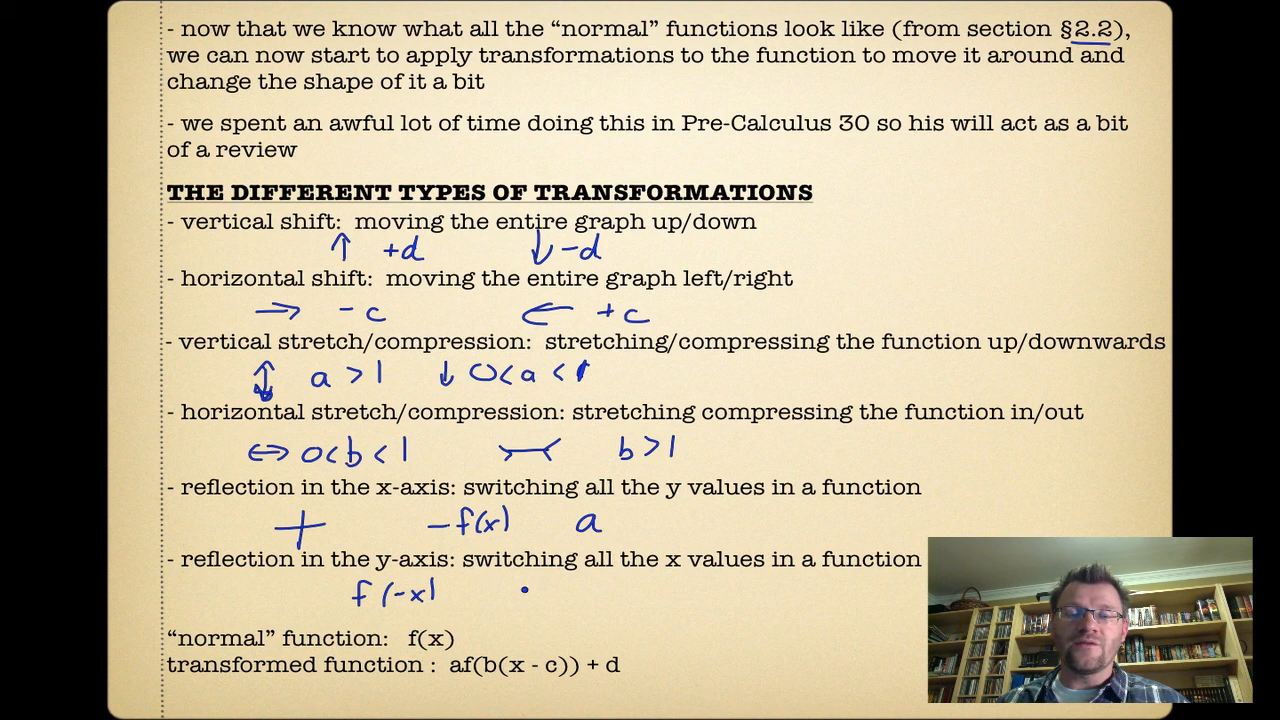 - now that we know what all the “normal” functions look like (from section §2.2),
we can now start to apply transformations to the function to move it around and
change the shape of it a bit
- we spent an awful lot of time doing this in Pre-Calculus 30 so his will act as a bit
of a review
THE DIFFERENT TYPES OF TRANSFORMATIONS
- vertical shift: moving the entire graph up/down
↑ +d ↓ -d
- horizontal shift: moving the entire graph left/right
→ - c ← + c
- vertical stretch/compression: stretching/compressing the function up/downwards
↕ a > 1 ↓ 0 < a < 1
- horizontal stretch/compression: stretching compressing the function in/out
↔ 0 < b < 1 b > 1
- reflection in the x-axis: switching all the y values in a function
- f(x) a
- reflection in the y-axis: switching all the x values in a function
f(-x)
“normal” function: f(x)
transformed function : af(b(x - c)) + d